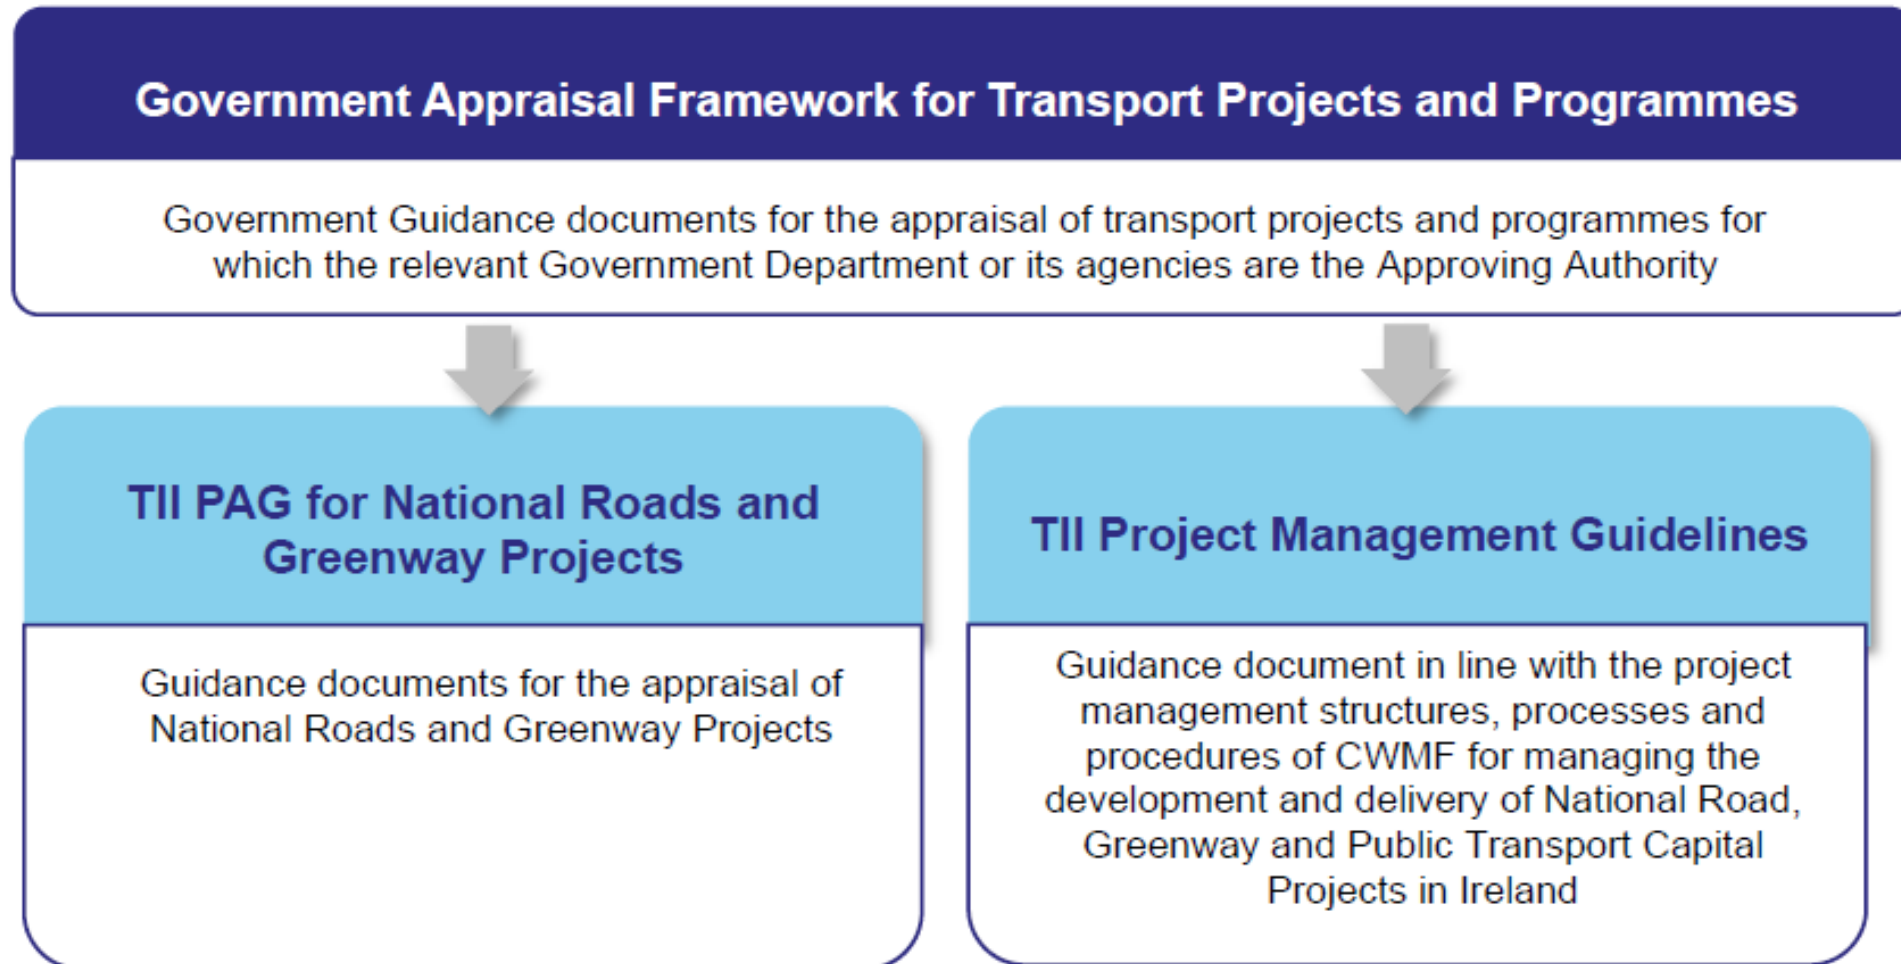 Government Appraisal Framework for Transport Projects and Programmes
Government Guidance documents for the appraisal of transport projects and programmes for
which the relevant Government Department or its agencies are the Approving Authority
TII PAG for National Roads and
Greenway Projects
Guidance documents for the appraisal of
National Roads and Greenway Projects
TII Project Management Guidelines
Guidance document in line with the project
management structures, processes and
procedures of CWMF for managing the
development and delivery of National Road,
Greenway and Public Transport Capital
Projects in Ireland